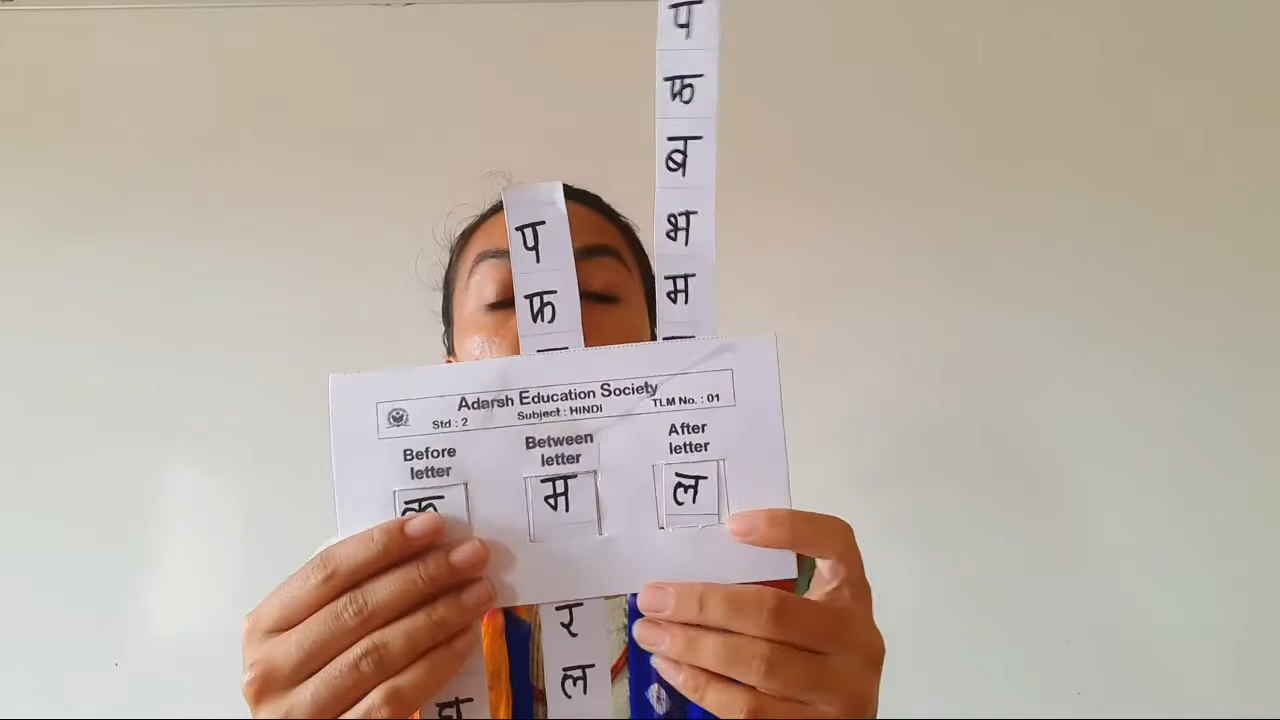 प
फ
ब
भ
म
प
फ
Adarsh Education Society
Std : 2 Subject : HINDI TLM No. : 01
Before letter
Between letter
After letter
क म ल
र
ल